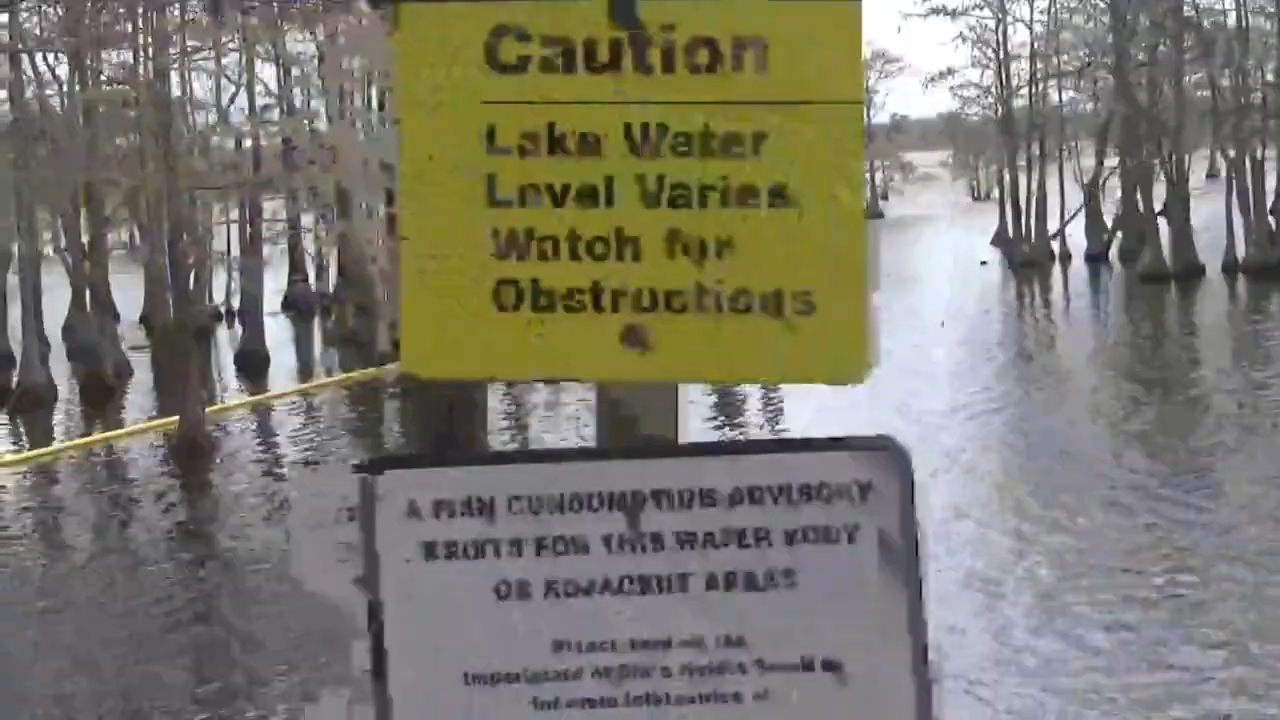 Caution
Lake Water
Level Varies
Watch for
Obstructions
A FISH CONSUMPTION ADVISORY
EXISTS FOR THIS WATER BODY
OR ADJACENT AREAS